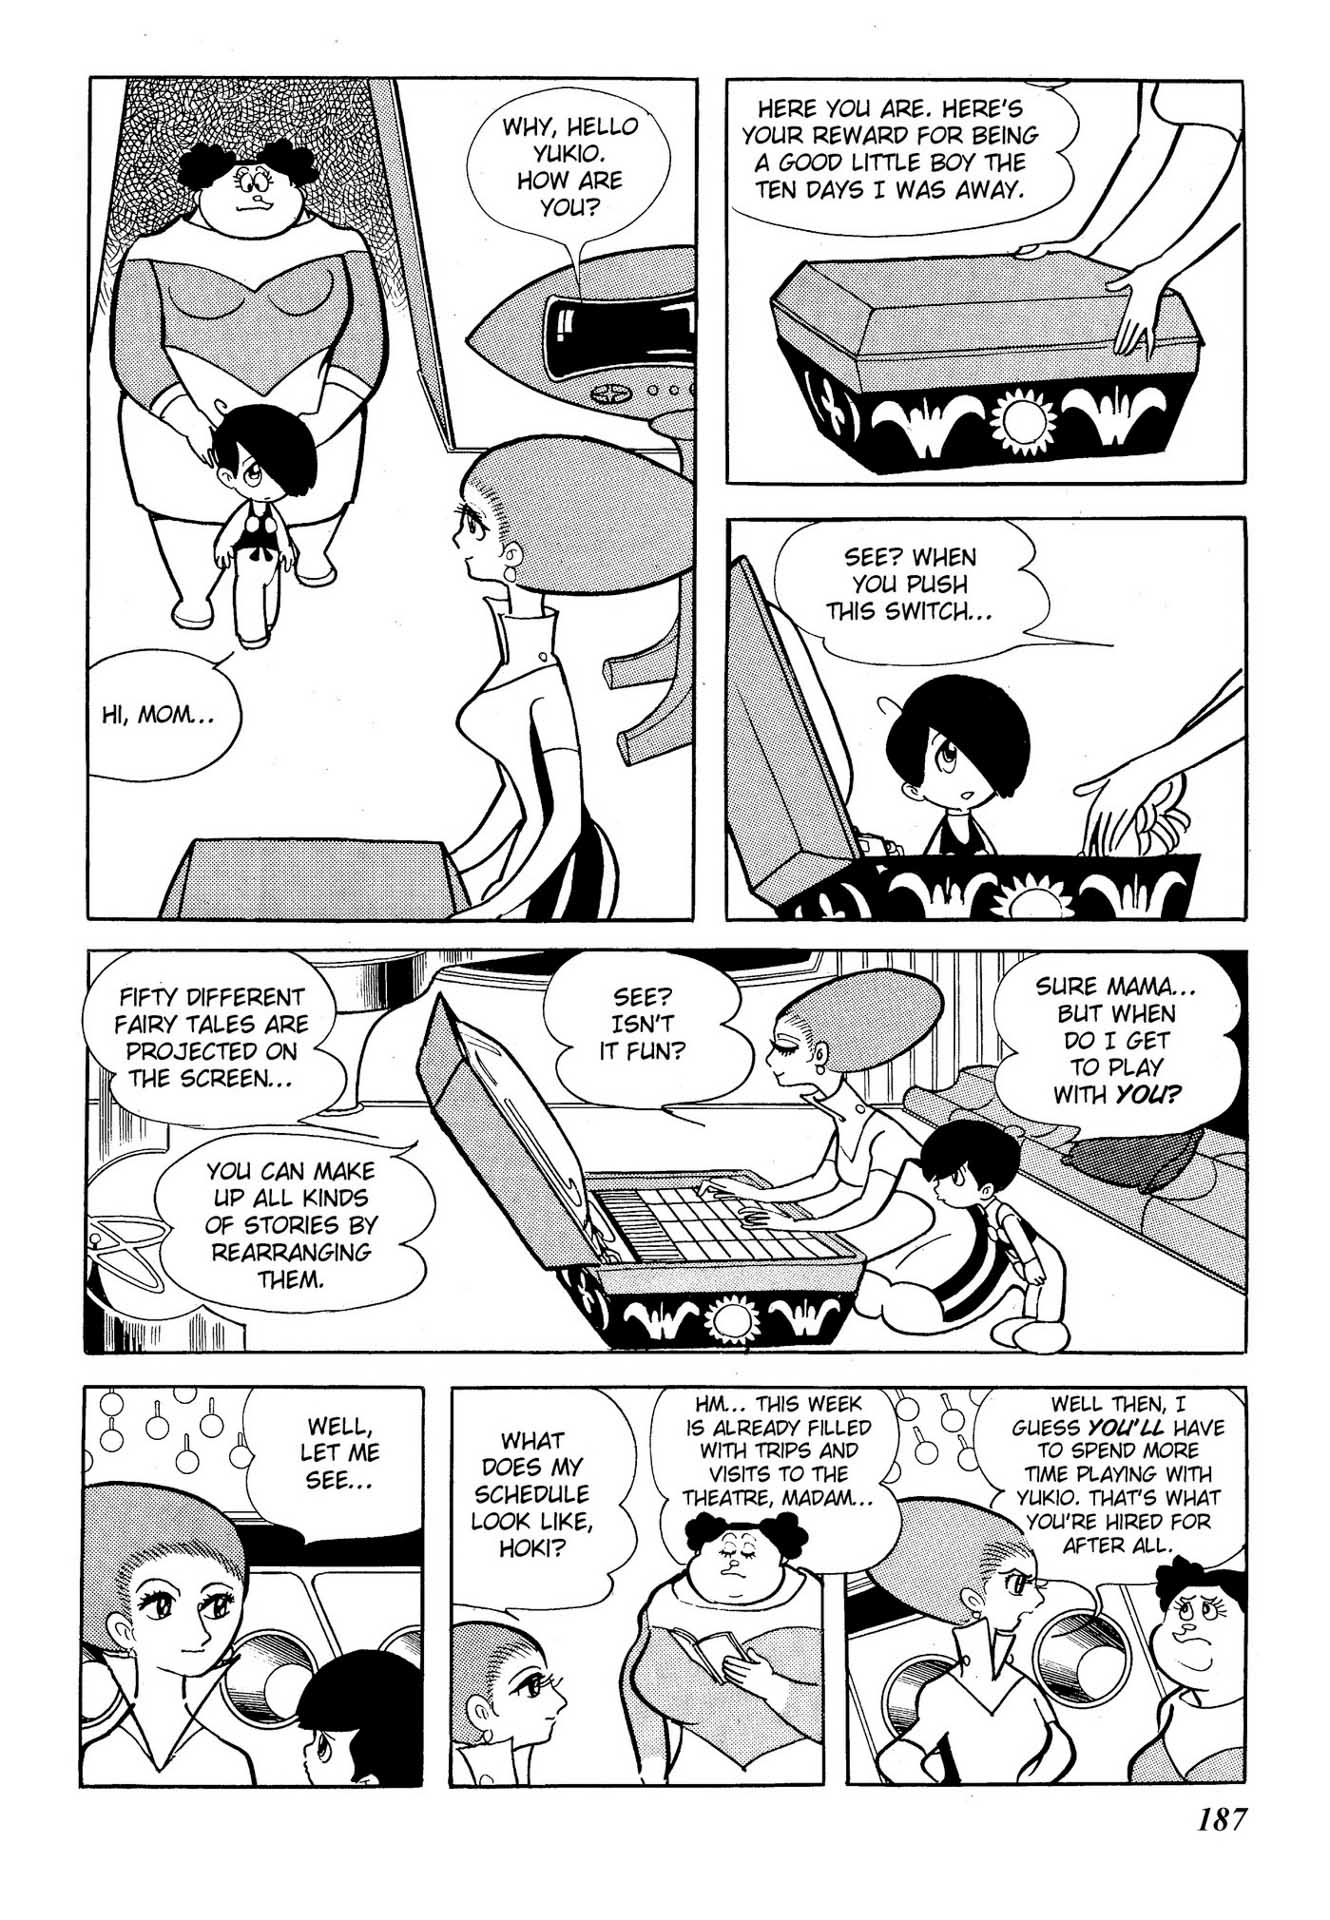 WHY, HELLO
YUKIO.
HOW ARE
YOU?
HI, MOM...
HERE YOU ARE. HERE'S
YOUR REWARD FOR BEING
A GOOD LITTLE BOY THE
TEN DAYS I WAS AWAY.
SEE? WHEN
YOU PUSH
THIS SWITCH...
FIFTY DIFFERENT
FAIRY TALES ARE
PROJECTED ON
THE SCREEN...
YOU CAN MAKE
UP ALL KINDS
OF STORIES BY
REARRANGING
THEM.
SEE?
ISN'T
IT FUN?
SURE MAMA...
BUT WHEN
DO I GET
TO PLAY
WITH YOU?
WELL,
LET ME
SEE...
WHAT
DOES MY
SCHEDULE
LOOK LIKE,
HOKI?
HM... THIS WEEK
IS ALREADY FILLED
WITH TRIPS AND
VISITS TO THE
THEATRE, MADAM...
WELL THEN, I
GUESS YOU'LL HAVE
TO SPEND MORE
TIME PLAYING WITH
YUKIO. THAT'S WHAT
YOU'RE HIRED FOR
AFTER ALL.
187